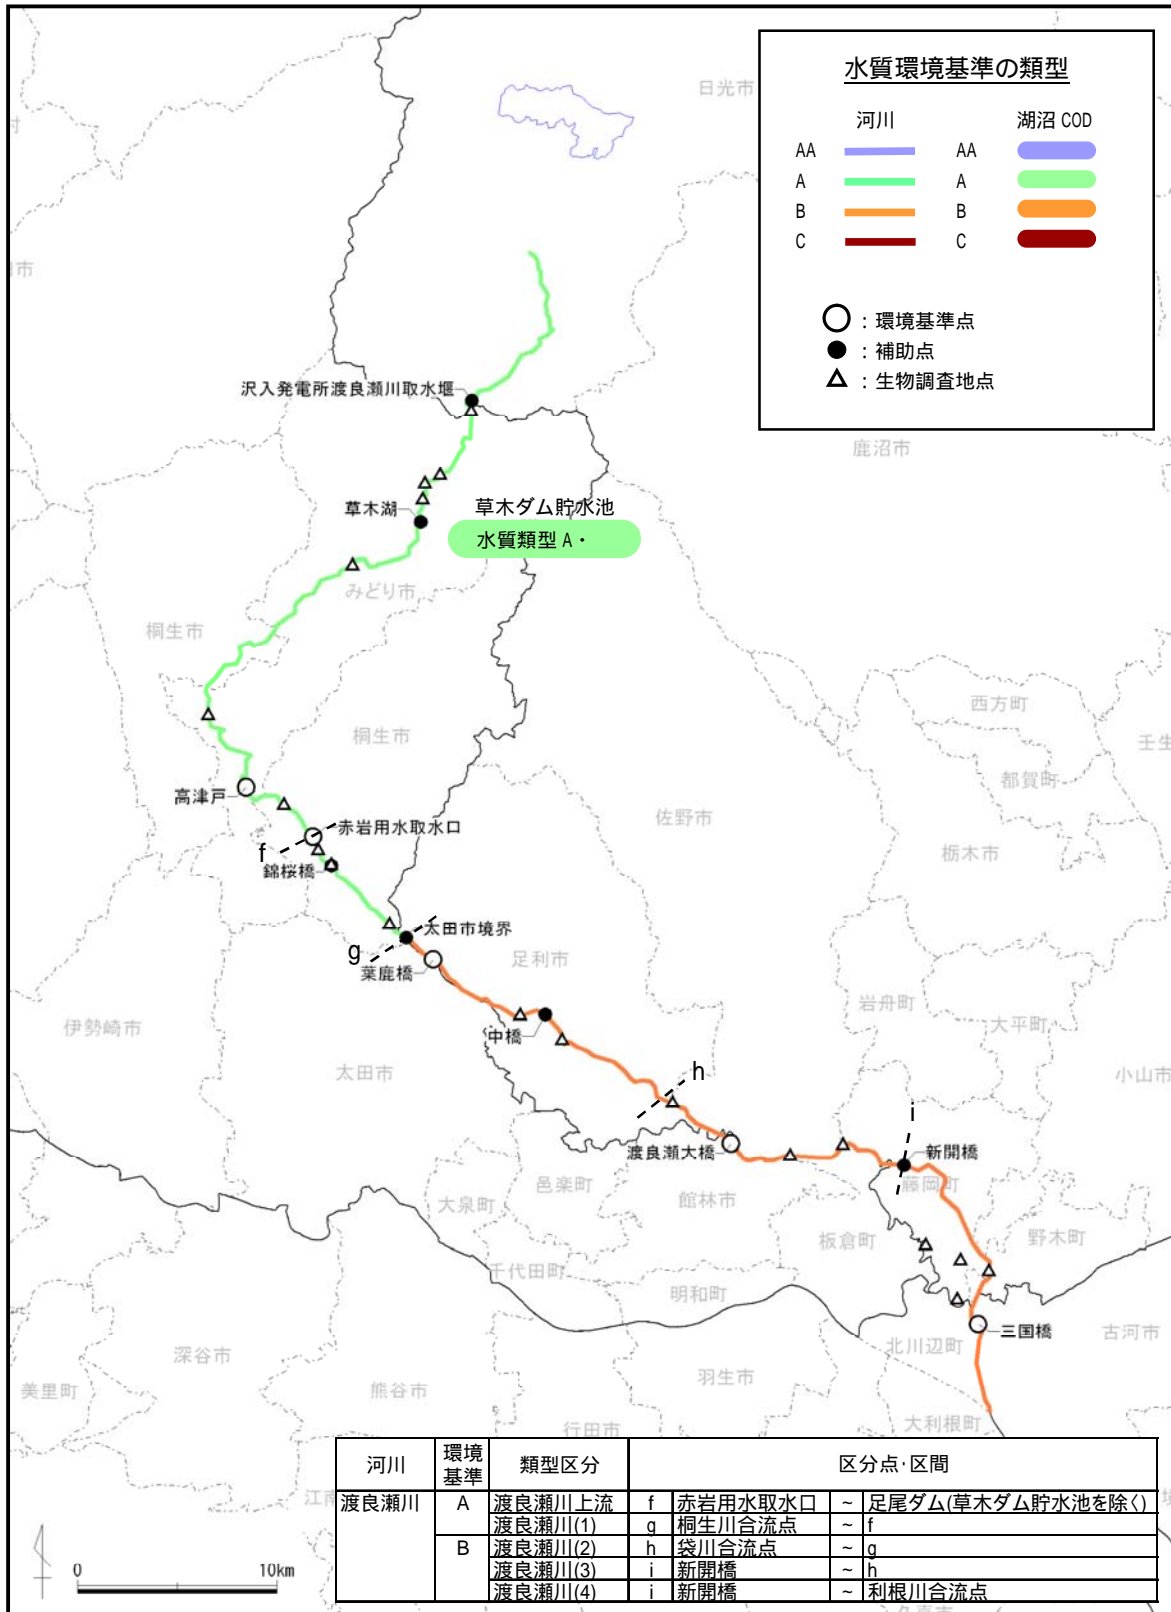 水質環境基準の類型
河川 湖沼 COD
AA AA
A A
B B
C C
: 環境基準点
: 補助点
: 生物調査地点
日光市
沢入発電所渡良瀬川取水堰
鹿沼市
草木ダム貯水池
草木湖
水質類型 A・
みどり市
桐生市
西方町
桐生市
壬生
都賀町
高津戸
佐野市
赤岩用水取水口
f
栃木市
錦桜橋
太田市境界
g
足利市
葉鹿橋
岩舟町
伊勢崎市
大平町
中橋
太田市
h
小山市
i
渡良瀬大橋
新開橋
邑楽町
藤岡町
大泉町
館林市
板倉町
野木町
千代田町
明和町
三国橋
古河市
北川辺町
深谷市
羽生市
美里町
熊谷市
行田市
大利根町
河川 環境基準 類型区分 区分点・区間
渡良瀬川 A 渡良瀬川上流 f 赤岩用水取水口 ~ 足尾ダム(草木ダム貯水池を除く)
渡良瀬川(1) g 桐生川合流点 ~ f
B 渡良瀬川(2) h 袋川合流点 ~ g
渡良瀬川(3) i 新開橋 ~ h
渡良瀬川(4) i 新開橋 ~ 利根川合流点
0 10km